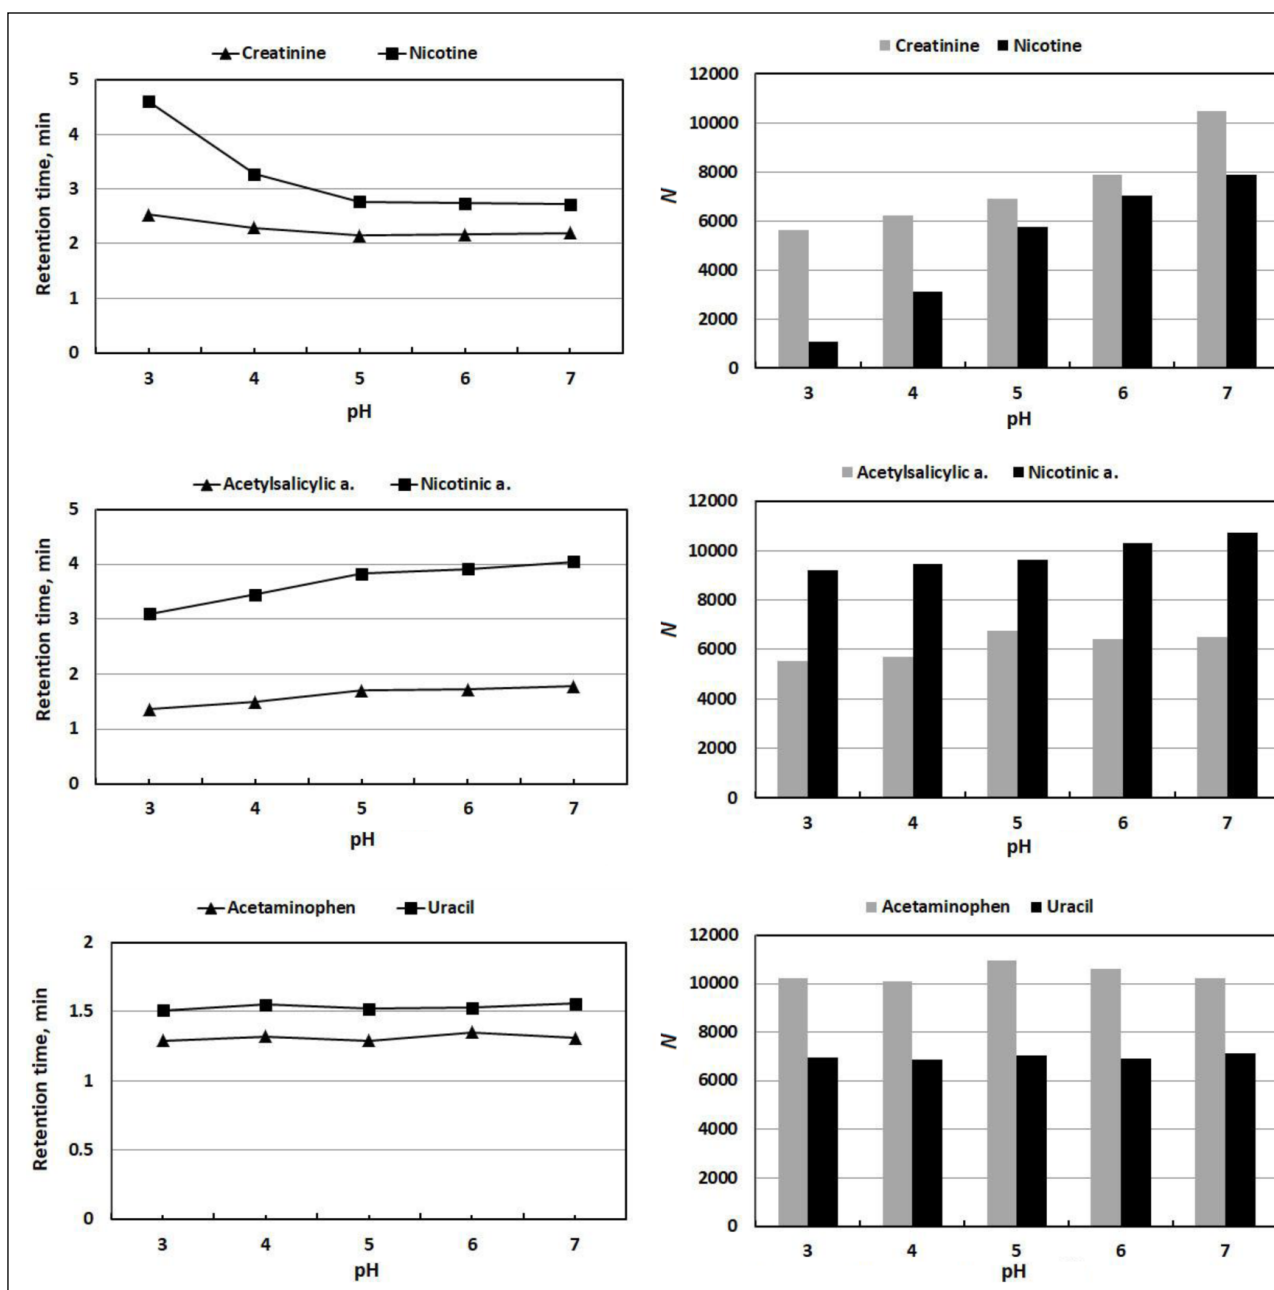 Creatinine Nicotine
5
4
3
2
1
0
Retention time, min
3 4 5 6 7
pH
Creatinine Nicotine
12000
10000
8000
6000
4000
2000
0
N
3 4 5 6 7
pH
Acetylsalicylic a. Nicotinic a.
5
4
3
2
1
0
Retention time, min
3 4 5 6 7
pH
Acetylsalicylic a. Nicotinic a.
12000
10000
8000
6000
4000
2000
0
N
3 4 5 6 7
pH
Acetaminophen Uracil
2
1.5
1
0.5
0
Retention time, min
3 4 5 6 7
pH
Acetaminophen Uracil
12000
10000
8000
6000
4000
2000
0
N
3 4 5 6 7
pH